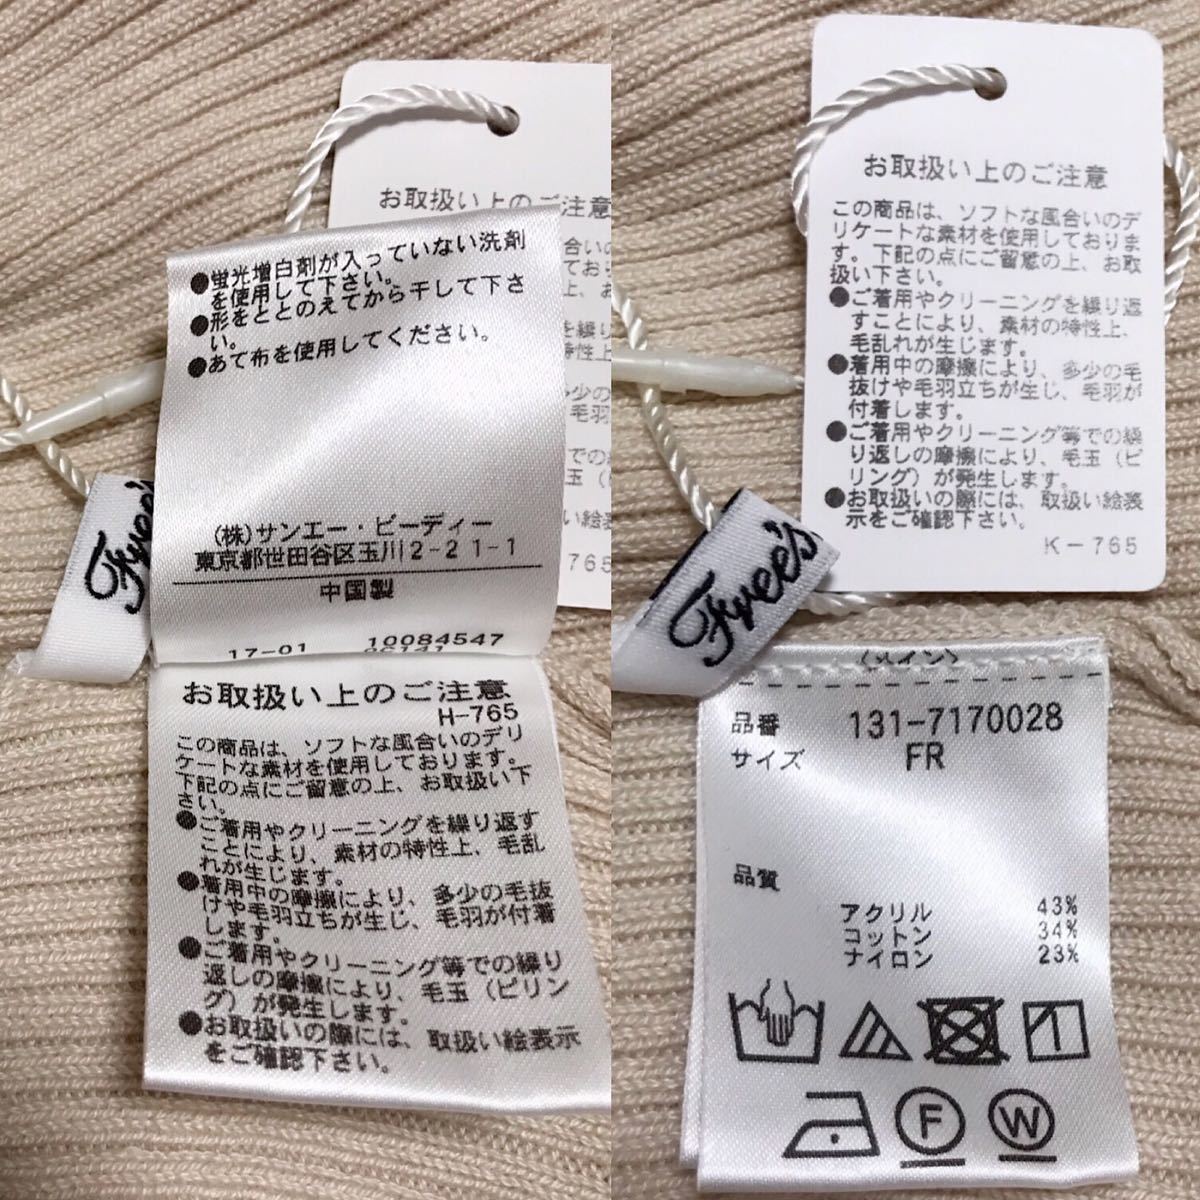 お取扱い上のご注意
●蛍光増白剤が入っていない洗剤
を使用して下さい。
●形をととのえてから干して下さ
い。
●あて布を使用してください。
(株)サンエー・ビーディー
東京都世田谷区玉川2-21-1
中国製
17-01 10084547
Free's
お取扱い上のご注意
H-765
この商品は、ソフトな風合いのデリ
ケートな素材を使用しております。
下記の点にご留意の上、お取扱い下
さい。
●ご着用やクリーニングを繰り返す
ことにより、素材の特性上、毛乱
れが生じます。
●着用中の摩擦により、多少の毛抜
けや毛羽立ちが生じ、毛羽が付着
します。
●ご着用やクリーニング等での繰り
返しの摩擦により、毛玉（ピリン
グ）が発生します。
●お取扱いの際には、取扱い絵表示
をご確認下さい。
お取扱い上のご注意
この商品は、ソフトな風合いのデ
リケートな素材を使用しておりま
す。下記の点にご留意の上、お取
扱い下さい。
●ご着用やクリーニングを繰り返
すことにより、素材の特性上、
毛乱れが生じます。
●着用中の摩擦により、多少の毛
抜けや毛羽立ちが生じ、毛羽が
付着します。
●ご着用やクリーニング等での繰
り返しの摩擦により、毛玉（ピ
リング）が発生します。
●お取扱いの際には、取扱い絵表
示をご確認下さい。
K-765
Free's
品番 131-7170028
サイズ FR
品質
アクリル 43%
コットン 34%
ナイロン 23%
F W